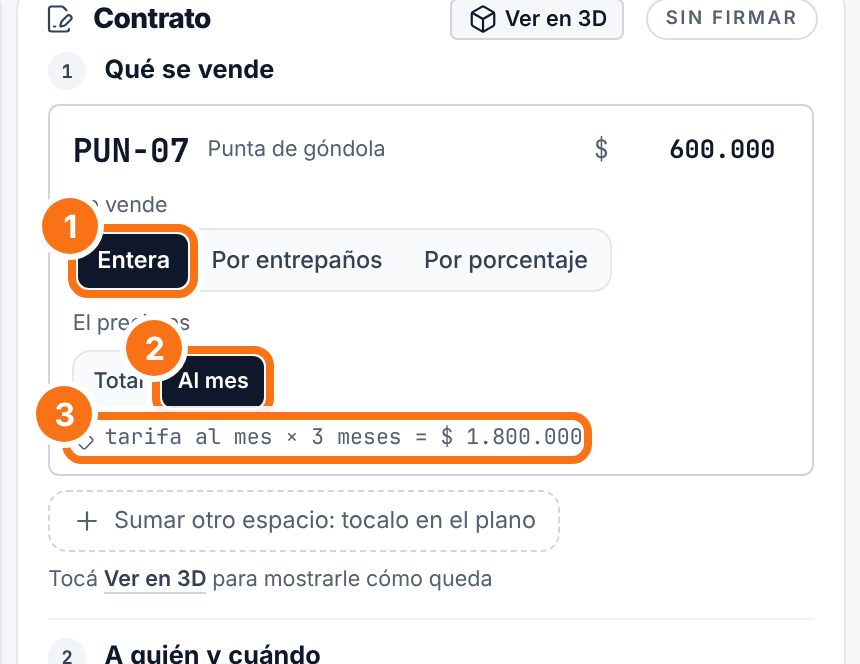 Contrato
Ver en 3D
SIN FIRMAR
1 Qué se vende
PUN-07 Punta de góndola $ 600.000
vende
1
Entera Por entrepaños Por porcentaje
El
2
Total Al mes
3
tarifa al mes × 3 meses = $ 1.800.000
+ Sumar otro espacio: tocalo en el plano
Tocá Ver en 3D para mostrarle cómo queda
2 A quién y cuándo